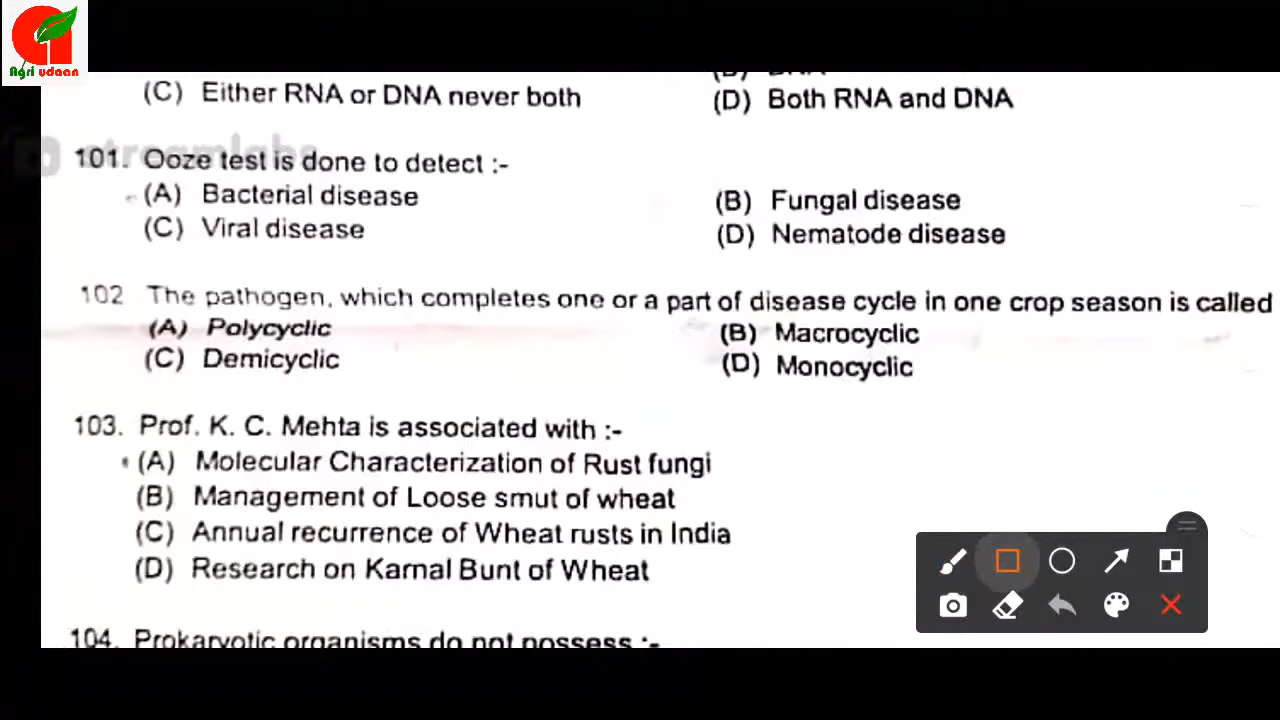 Agri udaan
(C) Either RNA or DNA never both
(D) Both RNA and DNA
streamlabs
101. Ooze test is done to detect :-
(A) Bacterial disease
(B) Fungal disease
(C) Viral disease
(D) Nematode disease
102 The pathogen, which completes one or a part of disease cycle in one crop season is called
(A) Polycyclic
(B) Macrocyclic
(C) Demicyclic
(D) Monocyclic
103. Prof. K. C. Mehta is associated with :-
(A) Molecular Characterization of Rust fungi
(B) Management of Loose smut of wheat
(C) Annual recurrence of Wheat rusts in India
(D) Research on Karnal Bunt of Wheat
104. Prokaryotic organisms do not possess :-